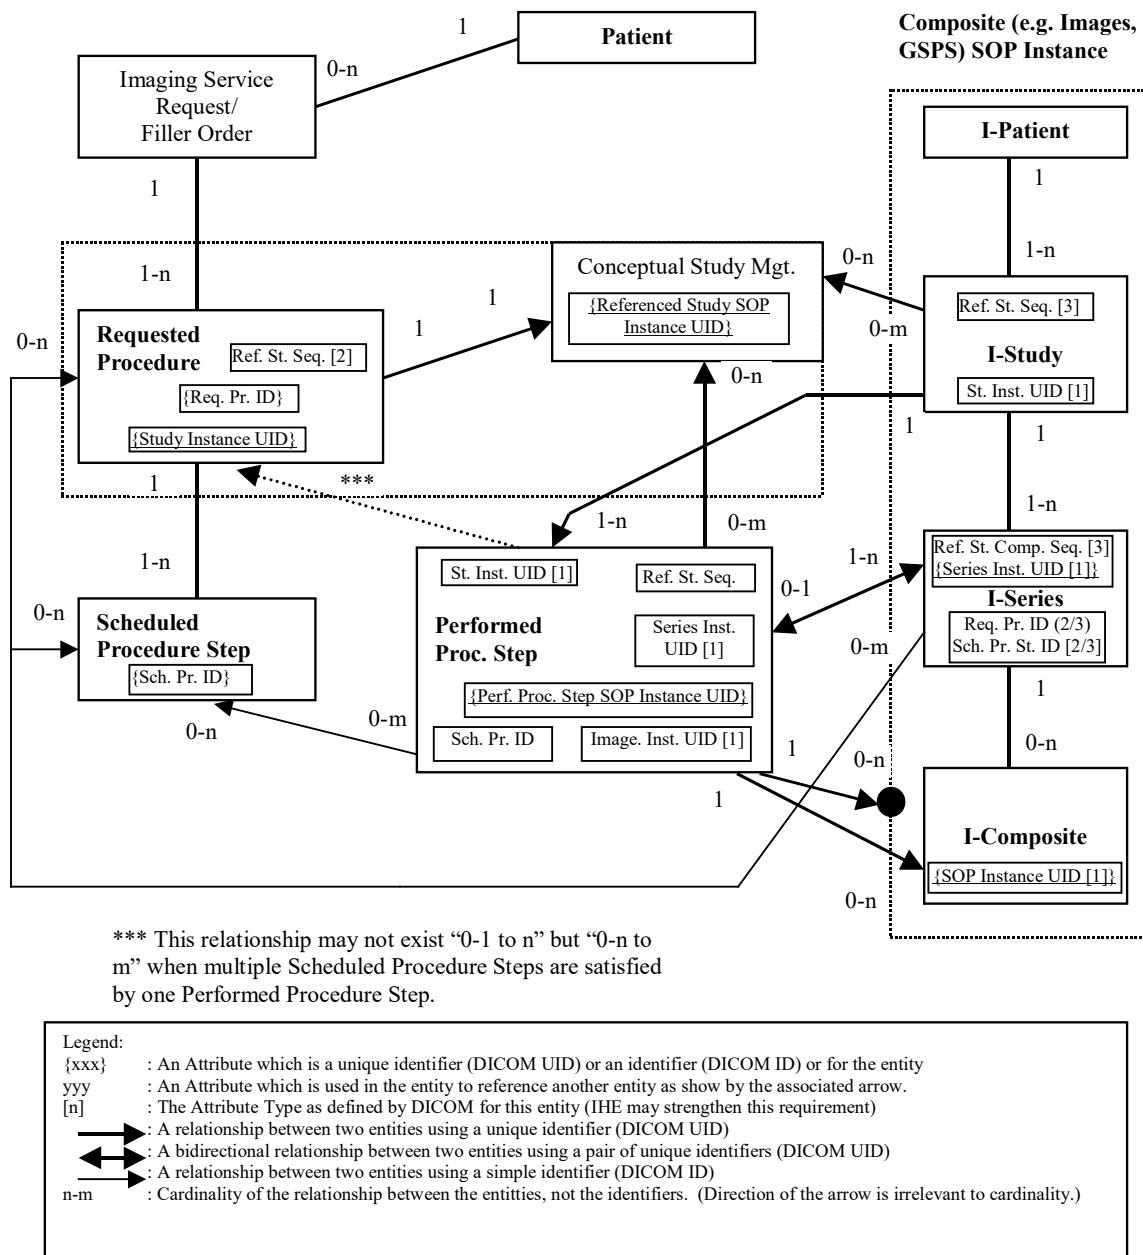 1
Patient
Composite (e.g. Images,
GSPS) SOP Instance
0-n
Imaging Service
Request/
Filler Order
I-Patient
1
1
1-n
1-n
0-n
Conceptual Study Mgt.
{Referenced Study SOP
Instance UID}
1
1
Ref. St. Seq. [3]
0-m
I-Study
St. Inst. UID [1]
0-n
Requested
Procedure
Ref. St. Seq. [2]
{Req. Pr. ID}
{Study Instance UID}
0-n
1
1
1
***
1-n
0-m
1-n
1-n
1-n
0-1
Ref. St. Comp. Seq. [3]
{Series Inst. UID [1]}
I-Series
Req. Pr. ID (2/3)
Sch. Pr. St. ID [2/3]
St. Inst. UID [1]
Ref. St. Seq.
Performed
Proc. Step
Series Inst.
UID [1]
{Perf. Proc. Step SOP Instance UID}
Sch. Pr. ID
Image. Inst. UID [1]
0-n
Scheduled
Procedure Step
{Sch. Pr. ID}
0-m
0-n
0-m
1
0-n
1
0-n
1
I-Composite
{SOP Instance UID [1]}
0-n
*** This relationship may not exist “0-1 to n” but “0-n to
m” when multiple Scheduled Procedure Steps are satisfied
by one Performed Procedure Step.
Legend:
{xxx} : An Attribute which is a unique identifier (DICOM UID) or an identifier (DICOM ID) or for the entity
yyy : An Attribute which is used in the entity to reference another entity as show by the associated arrow.
[n] : The Attribute Type as defined by DICOM for this entity (IHE may strengthen this requirement)
: A relationship between two entities using a unique identifier (DICOM UID)
: A bidirectional relationship between two entities using a pair of unique identifiers (DICOM UID)
: A relationship between two entities using a simple identifier (DICOM ID)
n-m : Cardinality of the relationship between the entitties, not the identifiers. (Direction of the arrow is irrelevant to cardinality.)